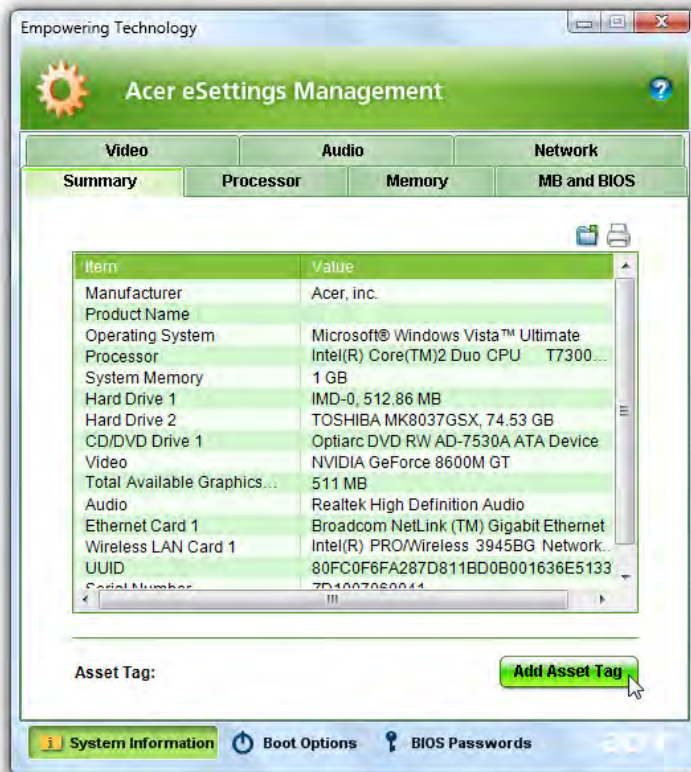 Empowering Technology
Acer eSettings Management
Video Audio Network
Summary Processor Memory MB and BIOS
Item Value
Manufacturer Acer, inc.
Product Name
Operating System Microsoft® Windows Vista™ Ultimate
Processor Intel(R) Core(TM)2 Duo CPU T7300...
System Memory 1 GB
Hard Drive 1 IMD-0, 512.86 MB
Hard Drive 2 TOSHIBA MK8037GSX, 74.53 GB
CD/DVD Drive 1 Optiarc DVD RW AD-7530A ATA Device
Video NVIDIA GeForce 8600M GT
Total Available Graphics... 511 MB
Audio Realtek High Definition Audio
Ethernet Card 1 Broadcom NetLink (TM) Gigabit Ethernet
Wireless LAN Card 1 Intel(R) PRO/Wireless 3945BG Network..
UUID 80FC0F6FA287D811BD0B001636E5133
Serial Number
Asset Tag: Add Asset Tag
System Information Boot Options BIOS Passwords